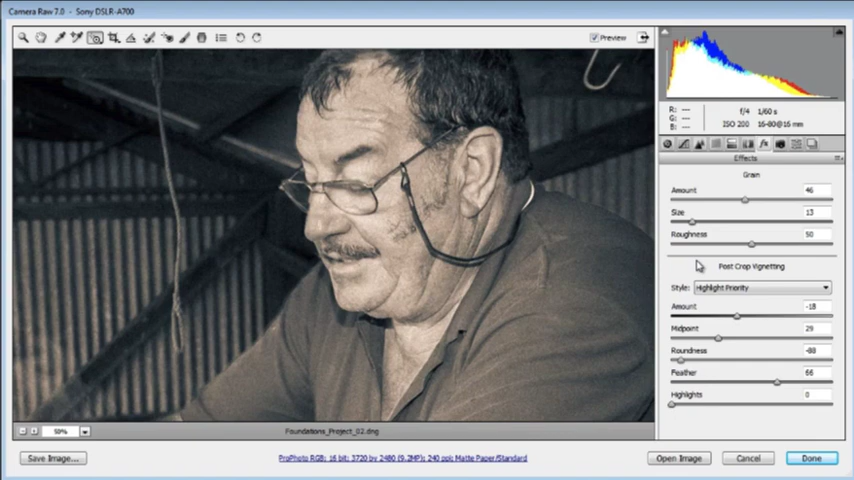 Camera Raw 7.0 - Sony DSLR-A700
Preview
R: ---
G: ---
B: ---
f/4 1/60 s
ISO 200 16-80@16 mm
Effects
Grain
Amount 46
Size 13
Roughness 50
Post Crop Vignetting
Style: Highlight Priority
Amount -18
Midpoint 29
Roundness -88
Feather 66
Highlights 0
50%
Foundations_Project_02.dng
Save Image...
ProPhoto RGB; 16 bit; 3720 by 2480 (9.2MP); 240 ppi; Matte Paper/Standard
Open Image
Cancel
Done